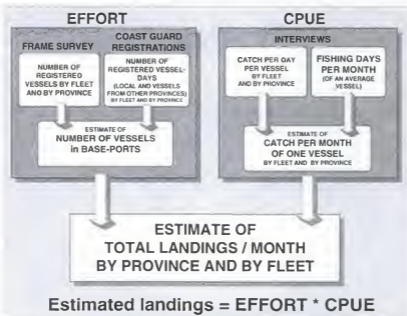 EFFORT
FRAME SURVEY
COAST GUARD
REGISTRATIONS
NUMBER OF
REGISTERED
VESSELS BY FLEET
AND BY PROVINCE
NUMBER OF
REGISTERED VESSEL-
DAYS
(LOCAL AND VESSELS
FROM OTHER PROVINCES)
BY FLEET AND BY PROVINCE
ESTIMATE OF
NUMBER OF VESSELS
in BASE-PORTS
CPUE
INTERVIEWS
CATCH PER DAY
PER VESSEL
BY FLEET
AND BY PROVINCE
FISHING DAYS
PER MONTH
(OF AN AVERAGE
VESSEL)
ESTIMATE OF
CATCH PER MONTH
OF ONE VESSEL
BY FLEET AND BY PROVINCE
ESTIMATE OF
TOTAL LANDINGS / MONTH
BY PROVINCE AND BY FLEET
Estimated landings = EFFORT * CPUE